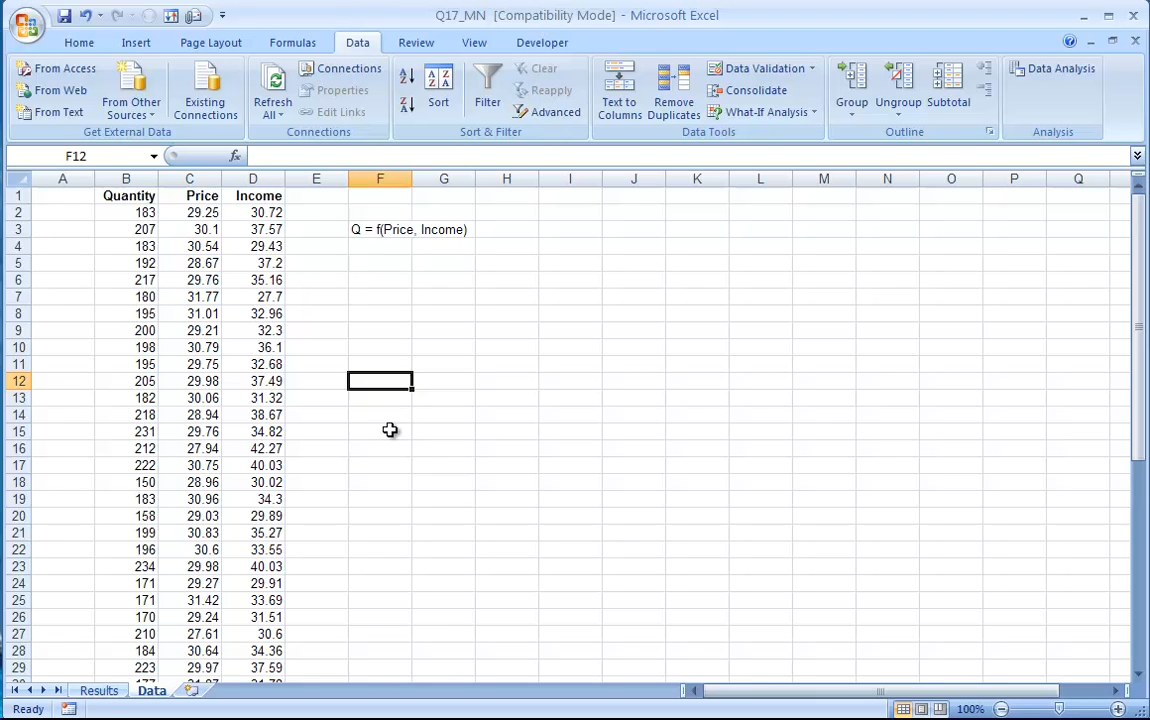 Q17_MN [Compatibility Mode] - Microsoft Excel
Home Insert Page Layout Formulas Data Review View Developer
From Access
From Web
From Text
From Other Sources
Existing Connections
Get External Data
Refresh All
Connections
Properties
Edit Links
Connections
Sort
Filter
Clear
Reapply
Advanced
Sort & Filter
Text to Columns
Remove Duplicates
Data Validation
Consolidate
What-If Analysis
Data Tools
Group
Ungroup
Subtotal
Outline
Data Analysis
Analysis
F12 fx
A B C D E F G H I J K L M N O P Q
1 Quantity Price Income
2 183 29.25 30.72
3 207 30.1 37.57 Q = f(Price, Income)
4 183 30.54 29.43
5 192 28.67 37.2
6 217 29.76 35.16
7 180 31.77 27.7
8 195 31.01 32.96
9 200 29.21 32.3
10 198 30.79 36.1
11 195 29.75 32.68
12 205 29.98 37.49
13 182 30.06 31.32
14 218 28.94 38.67
15 231 29.76 34.82
16 212 27.94 42.27
17 222 30.75 40.03
18 150 28.96 30.02
19 183 30.96 34.3
20 158 29.03 29.89
21 199 30.83 35.27
22 196 30.6 33.55
23 234 29.98 40.03
24 171 29.27 29.91
25 171 31.42 33.69
26 170 29.24 31.51
27 210 27.61 30.6
28 184 30.64 34.36
29 223 29.97 37.59
Results Data
Ready 100%